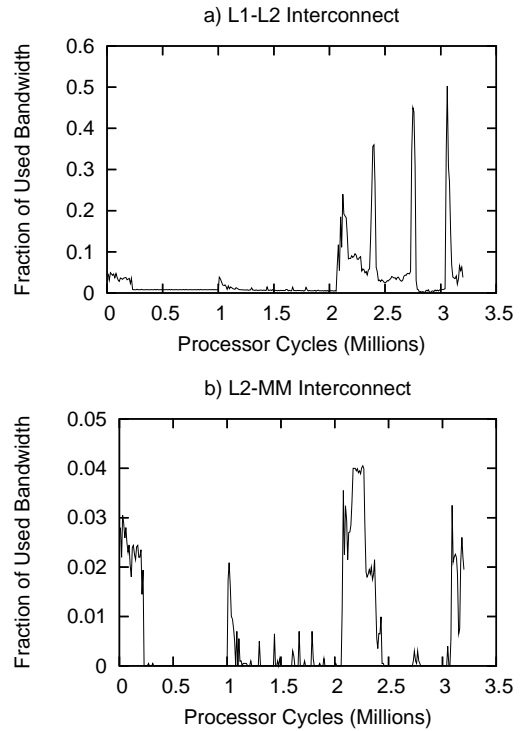 a) L1-L2 Interconnect
0.6
0.5
0.4
0.3
0.2
0.1
0
Fraction of Used Bandwidth
0 0.5 1 1.5 2 2.5 3 3.5
Processor Cycles (Millions)
b) L2-MM Interconnect
0.05
0.04
0.03
0.02
0.01
0
Fraction of Used Bandwidth
0 0.5 1 1.5 2 2.5 3 3.5
Processor Cycles (Millions)